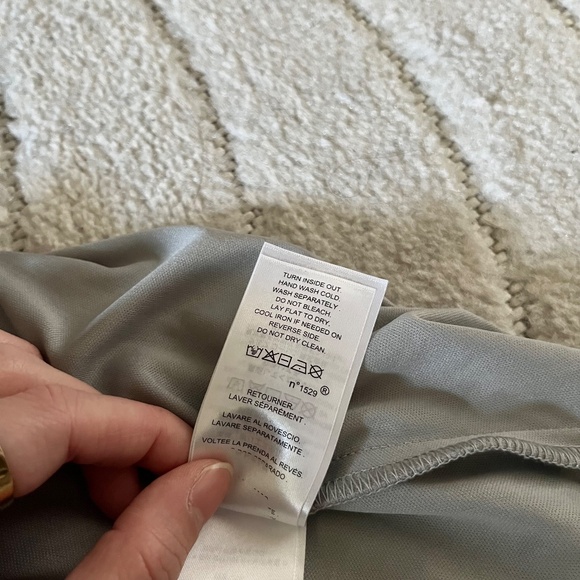 TURN INSIDE OUT.
HAND WASH COLD.
WASH SEPARATELY
DO NOT BLEACH.
LAY FLAT TO DRY.
COOL IRON IF NEEDED ON
REVERSE SIDE.
DO NOT DRY CLEAN.
n°1529®
RETOURNER.
LAVER SÉPARÉMENT.
LAVARE AL ROVESCIO.
LAVARE SEPARATAMENTE.
VOLTEE LA PRENDA AL REVÉS.